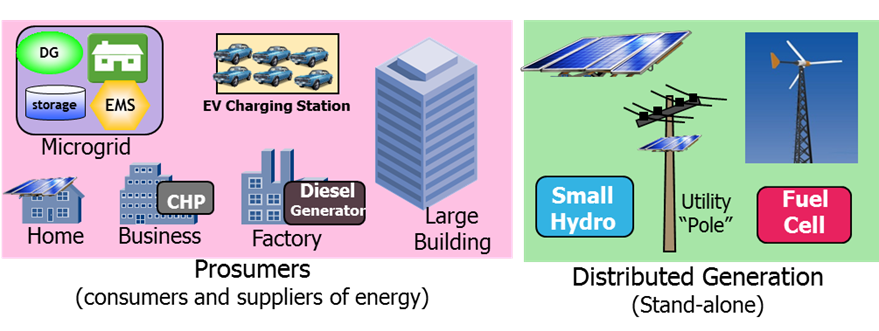 DG
storage
EMS
Microgrid
EV Charging Station
Home
CHP
Business
Diesel
Generator
Factory
Large
Building
Prosumers
(consumers and suppliers of energy)
Small
Hydro
Utility
“Pole”
Fuel
Cell
Distributed Generation
(Stand-alone)